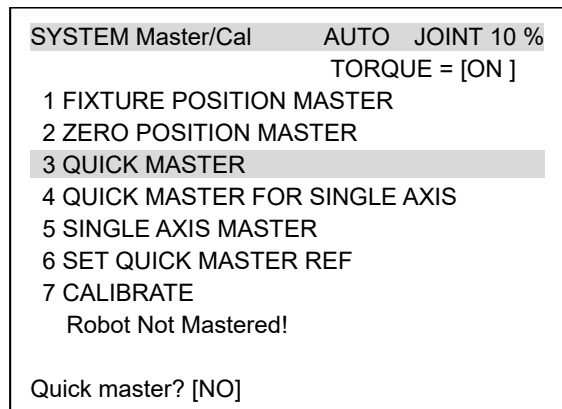 SYSTEM Master/Cal AUTO JOINT 10 %
TORQUE = [ON ]
1 FIXTURE POSITION MASTER
2 ZERO POSITION MASTER
3 QUICK MASTER
4 QUICK MASTER FOR SINGLE AXIS
5 SINGLE AXIS MASTER
6 SET QUICK MASTER REF
7 CALIBRATE
Robot Not Mastered!
Quick master? [NO]